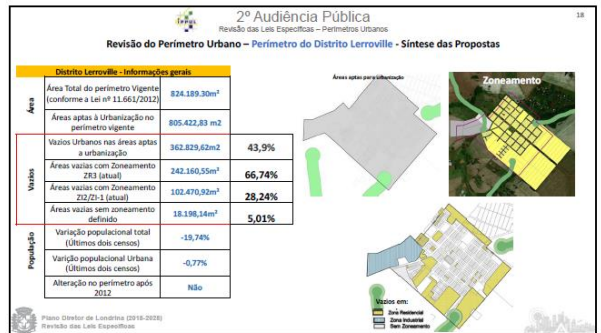 IPPUL
2º Audiência Pública
18
Revisão das Leis Específicas – Perímetros Urbanos
Revisão do Perímetro Urbano – Perímetro do Distrito Lerroville - Síntese das Propostas
Distrito Lerroville - Informações gerais
Área
Área Total do perímetro Vigente
(conforme a Lei nº 11.661/2012)
824.189.30m²
Áreas aptas à Urbanização no
perímetro vigente
805.422,83 m2
Vazios
Vazios Urbanos nas áreas aptas
a urbanização
362.829,62m2
43,9%
Áreas vazias com Zoneamento
ZR3 (atual)
242.160,55m²
66,74%
Áreas vazias com Zoneamento
ZI2/ZI-1 (atual)
102.470,92m²
28,24%
Áreas vazias sem zoneamento
definido
18.198,14m²
5,01%
População
Variação populacional total
(Últimos dois censos)
-19,74%
Varição populacional Urbana
(Últimos dois censos)
-0,77%
Alteração no perímetro após
2012
Não
Áreas aptas para urbanização
Zoneamento
Vazios em:
Zona Residencial
Zona Industrial
Sem Zoneamento
Plano Diretor de Londrina (2018-2028)
Revisão das Leis Específicas